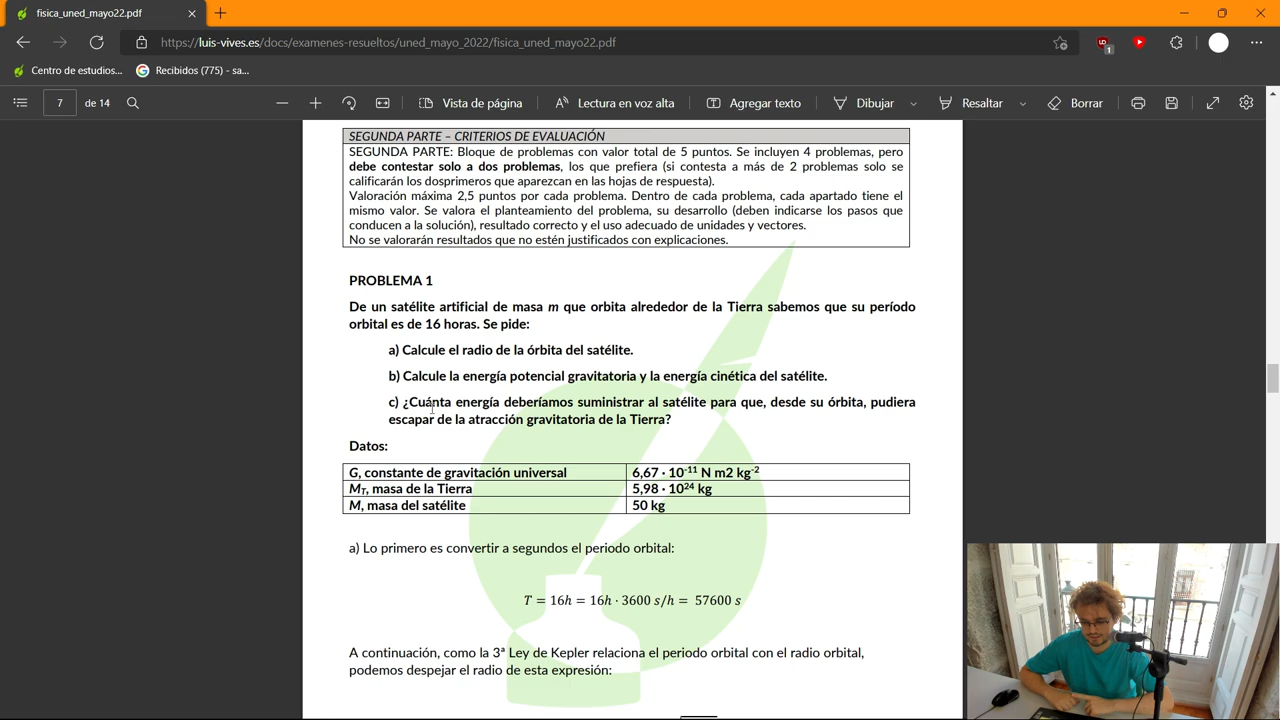 fisica_uned_mayo22.pdf
https://luis-vives.es/docs/examenes-resueltos/uned_mayo_2022/fisica_uned_mayo22.pdf
1
Centro de estudios... Recibidos (775) - sa...
7 de 14 Vista de página Lectura en voz alta Agregar texto Dibujar Resaltar Borrar
SEGUNDA PARTE – CRITERIOS DE EVALUACIÓN
SEGUNDA PARTE: Bloque de problemas con valor total de 5 puntos. Se incluyen 4 problemas, pero
debe contestar solo a dos problemas, los que prefiera (si contesta a más de 2 problemas solo se
calificarán los dosprimeros que aparezcan en las hojas de respuesta).
Valoración máxima 2,5 puntos por cada problema. Dentro de cada problema, cada apartado tiene el
mismo valor. Se valora el planteamiento del problema, su desarrollo (deben indicarse los pasos que
conducen a la solución), resultado correcto y el uso adecuado de unidades y vectores.
No se valorarán resultados que no estén justificados con explicaciones.
PROBLEMA 1
De un satélite artificial de masa m que orbita alrededor de la Tierra sabemos que su período
orbital es de 16 horas. Se pide:
a) Calcule el radio de la órbita del satélite.
b) Calcule la energía potencial gravitatoria y la energía cinética del satélite.
c) ¿Cuánta energía deberíamos suministrar al satélite para que, desde su órbita, pudiera
escapar de la atracción gravitatoria de la Tierra?
Datos:
G, constante de gravitación universal 6,67 · 10⁻¹¹ N m2 kg⁻²
M_T, masa de la Tierra 5,98 · 10²⁴ kg
M, masa del satélite 50 kg
a) Lo primero es convertir a segundos el periodo orbital:
T = 16h = 16h · 3600 s/h = 57600 s
A continuación, como la 3ª Ley de Kepler relaciona el periodo orbital con el radio orbital,
podemos despejar el radio de esta expresión: